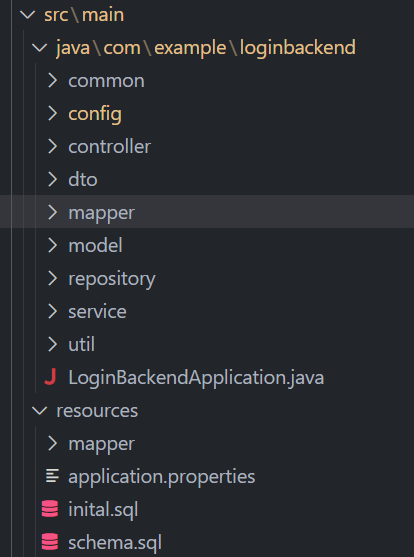 src\main
java\com\example\loginbackend
common
config
controller
dto
mapper
model
repository
service
util
LoginBackendApplication.java
resources
mapper
application.properties
inital.sql
schema.sql